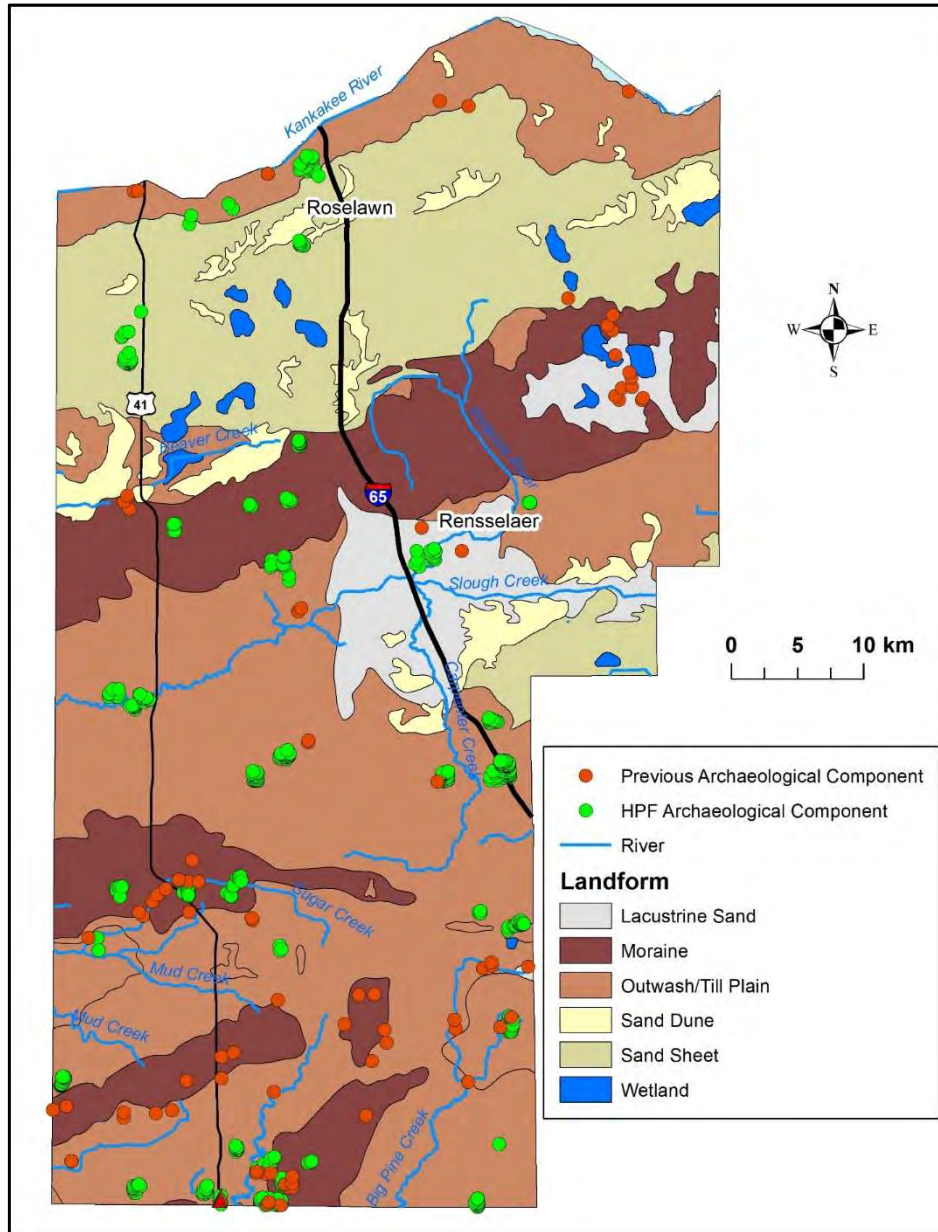 Kankakee River
Roselawn
N
W
E
S
41
Beaver Creek
65
Rensselaer
Slough Creek
0 5 10 km
Carpenter Creek
Sugar Creek
Mud Creek
Mud Creek
Big Pine Creek
Previous Archaeological Component
HPF Archaeological Component
River
Landform
Lacustrine Sand
Moraine
Outwash/Till Plain
Sand Dune
Sand Sheet
Wetland